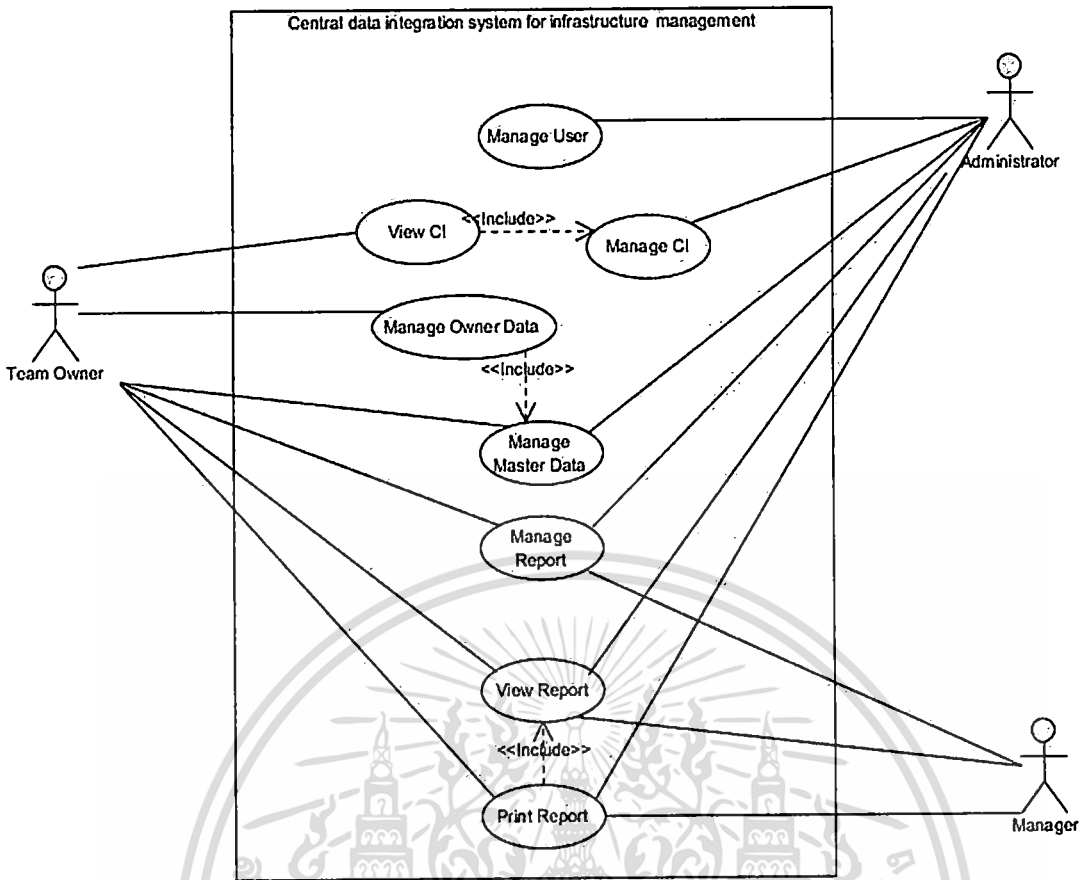 Central data integration system for infrastructure management
Manage User
Administrator
View CI
<<Include>>
Manage CI
Manage Owner Data
Team Owner
<<Include>>
Manage
Master Data
Manage
Report
View Report
<<Include>>
Print Report
Manager